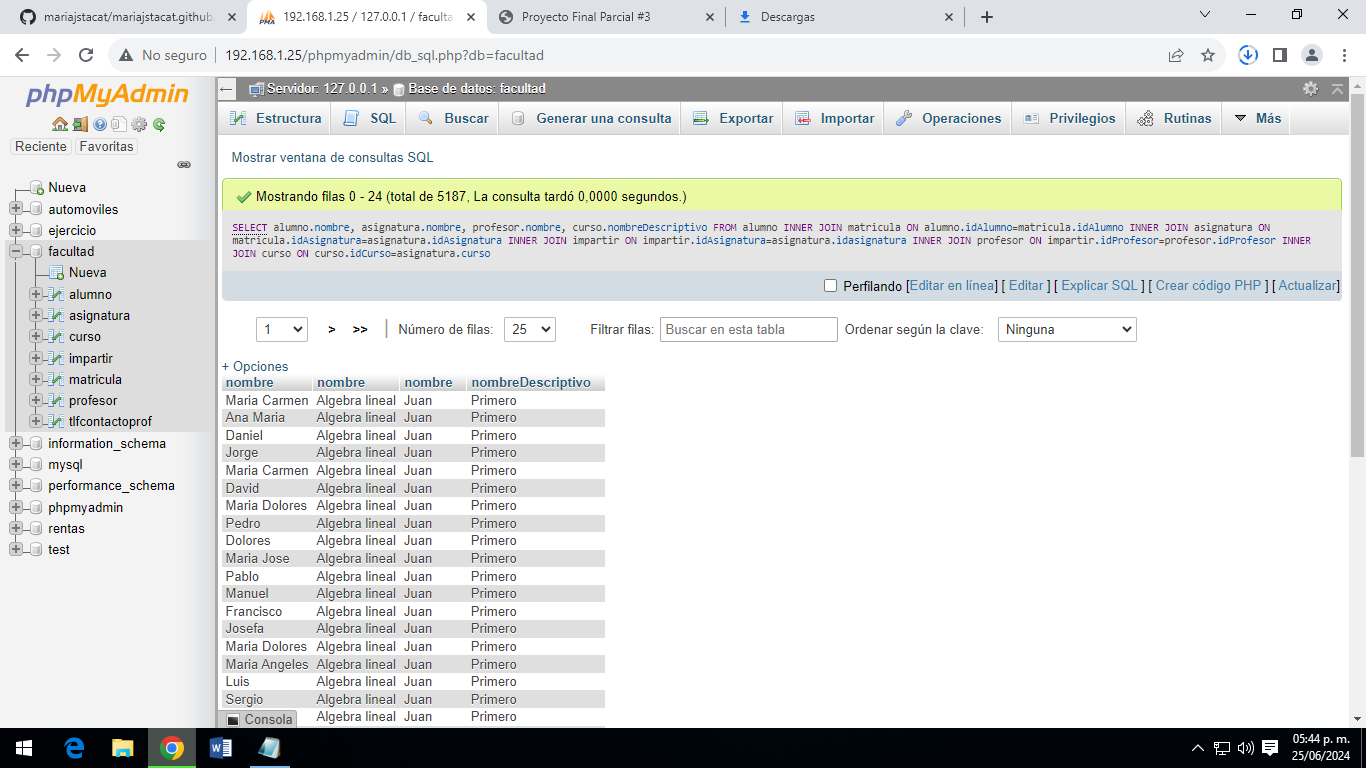 mariajstacat/mariajstacat.github
192.168.1.25 / 127.0.0.1 / faculta
Proyecto Final Parcial #3
Descargas
No seguro
192.168.1.25/phpmyadmin/db_sql.php?db=facultad
phpMyAdmin
Reciente
Favoritas
Nueva
automoviles
ejercicio
facultad
Nueva
alumno
asignatura
curso
impartir
matricula
profesor
tlfcontactoprof
information_schema
mysql
performance_schema
phpmyadmin
rentas
test
Servidor: 127.0.0.1 » Base de datos: facultad
Estructura
SQL
Buscar
Generar una consulta
Exportar
Importar
Operaciones
Privilegios
Rutinas
Más
Mostrar ventana de consultas SQL
Mostrando filas 0 - 24 (total de 5187, La consulta tardó 0,0000 segundos.)
SELECT alumno.nombre, asignatura.nombre, profesor.nombre, curso.nombreDescriptivo FROM alumno INNER JOIN matricula ON alumno.idAlumno=matricula.idAlumno INNER JOIN asignatura ON
matricula.idAsignatura=asignatura.idAsignatura INNER JOIN impartir ON impartir.idAsignatura=asignatura.idasignatura INNER JOIN profesor ON impartir.idProfesor=profesor.idProfesor INNER
JOIN curso ON curso.idCurso=asignatura.curso
Perfilando [Editar en línea] [ Editar ] [ Explicar SQL ] [ Crear código PHP ] [ Actualizar]
1 > >> Número de filas: 25 Filtrar filas: Buscar en esta tabla Ordenar según la clave: Ninguna
+ Opciones
nombre nombre nombre nombreDescriptivo
Maria Carmen Algebra lineal Juan Primero
Ana Maria Algebra lineal Juan Primero
Daniel Algebra lineal Juan Primero
Jorge Algebra lineal Juan Primero
Maria Carmen Algebra lineal Juan Primero
David Algebra lineal Juan Primero
Maria Dolores Algebra lineal Juan Primero
Pedro Algebra lineal Juan Primero
Dolores Algebra lineal Juan Primero
Maria Jose Algebra lineal Juan Primero
Pablo Algebra lineal Juan Primero
Manuel Algebra lineal Juan Primero
Francisco Algebra lineal Juan Primero
Josefa Algebra lineal Juan Primero
Maria Dolores Algebra lineal Juan Primero
Maria Angeles Algebra lineal Juan Primero
Luis Algebra lineal Juan Primero
Sergio Algebra lineal Juan Primero
Algebra lineal Juan Primero
Consola
05:44 p. m.
25/06/2024